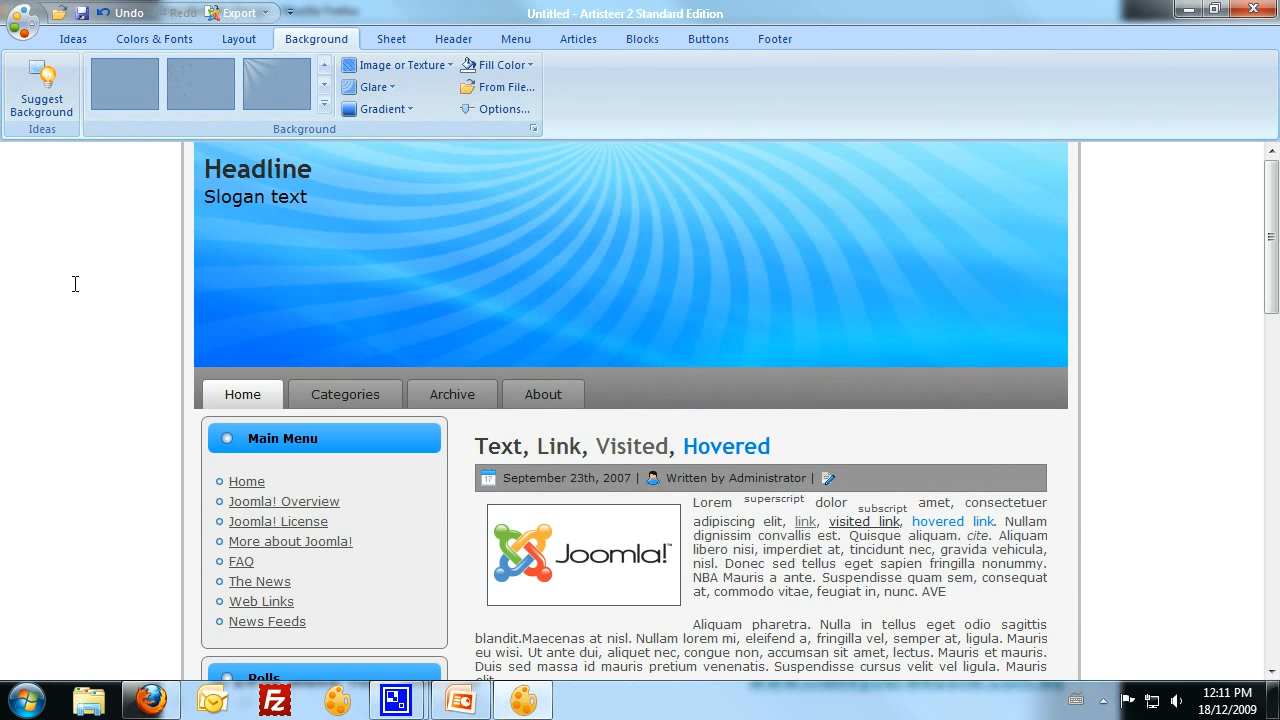 Undo Redo Export Untitled - Artisteer 2 Standard Edition
Ideas Colors & Fonts Layout Background Sheet Header Menu Articles Blocks Buttons Footer
Image or Texture Fill Color
Suggest Glare From File...
Background Gradient Options...
Ideas Background
Headline
Slogan text
Home Categories Archive About
Main Menu
Home
Joomla! Overview
Joomla! License
More about Joomla!
FAQ
The News
Web Links
News Feeds
Polls
Text, Link, Visited, Hovered
17 September 23th, 2007 | Written by Administrator |
Joomla!™
Lorem superscript dolor subscript amet, consectetuer
adipiscing elit, link, visited link, hovered link. Nullam
dignissim convallis est. Quisque aliquam. cite. Aliquam
libero nisi, imperdiet at, tincidunt nec, gravida vehicula,
nisl. Donec sed tellus eget sapien fringilla nonummy.
NBA Mauris a ante. Suspendisse quam sem, consequat
at, commodo vitae, feugiat in, nunc. AVE
Aliquam pharetra. Nulla in tellus eget odio sagittis
blandit.Maecenas at nisl. Nullam lorem mi, eleifend a, fringilla vel, semper at, ligula. Mauris
eu wisi. Ut ante dui, aliquet nec, congue non, accumsan sit amet, lectus. Mauris et mauris.
Duis sed massa id mauris pretium venenatis. Suspendisse cursus velit vel ligula. Mauris
elit.
Fz
12:11 PM
18/12/2009